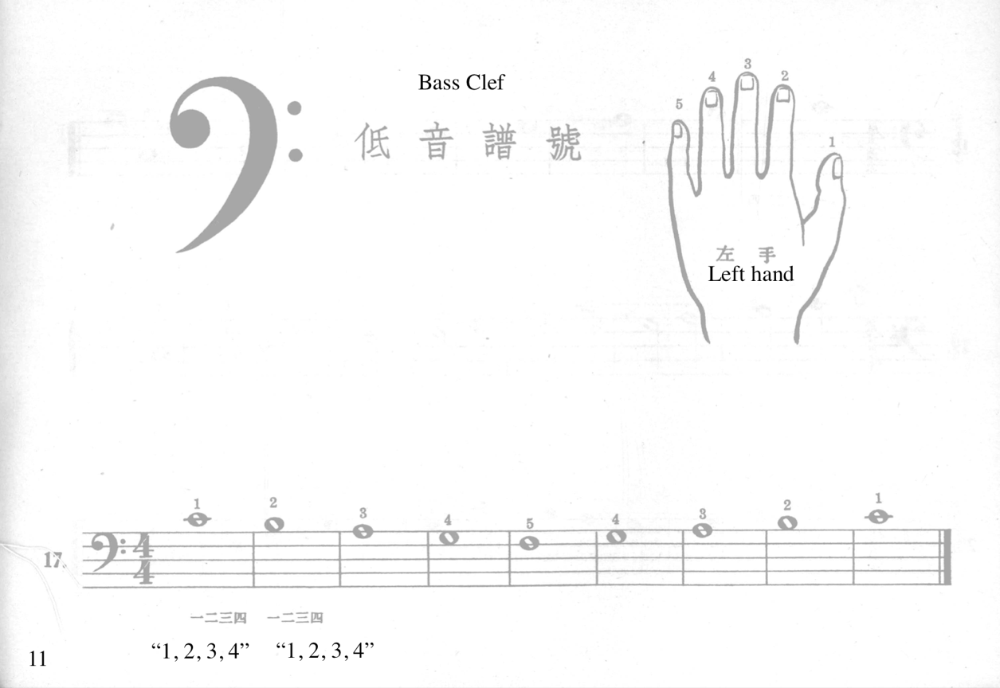 Bass Clef
低音譜號
5 4 3 2 1
左手
Left hand
1 2 3 4 5 4 3 2 1
17.
4
4
一二三四 一二三四
“1, 2, 3, 4” “1, 2, 3, 4”
11